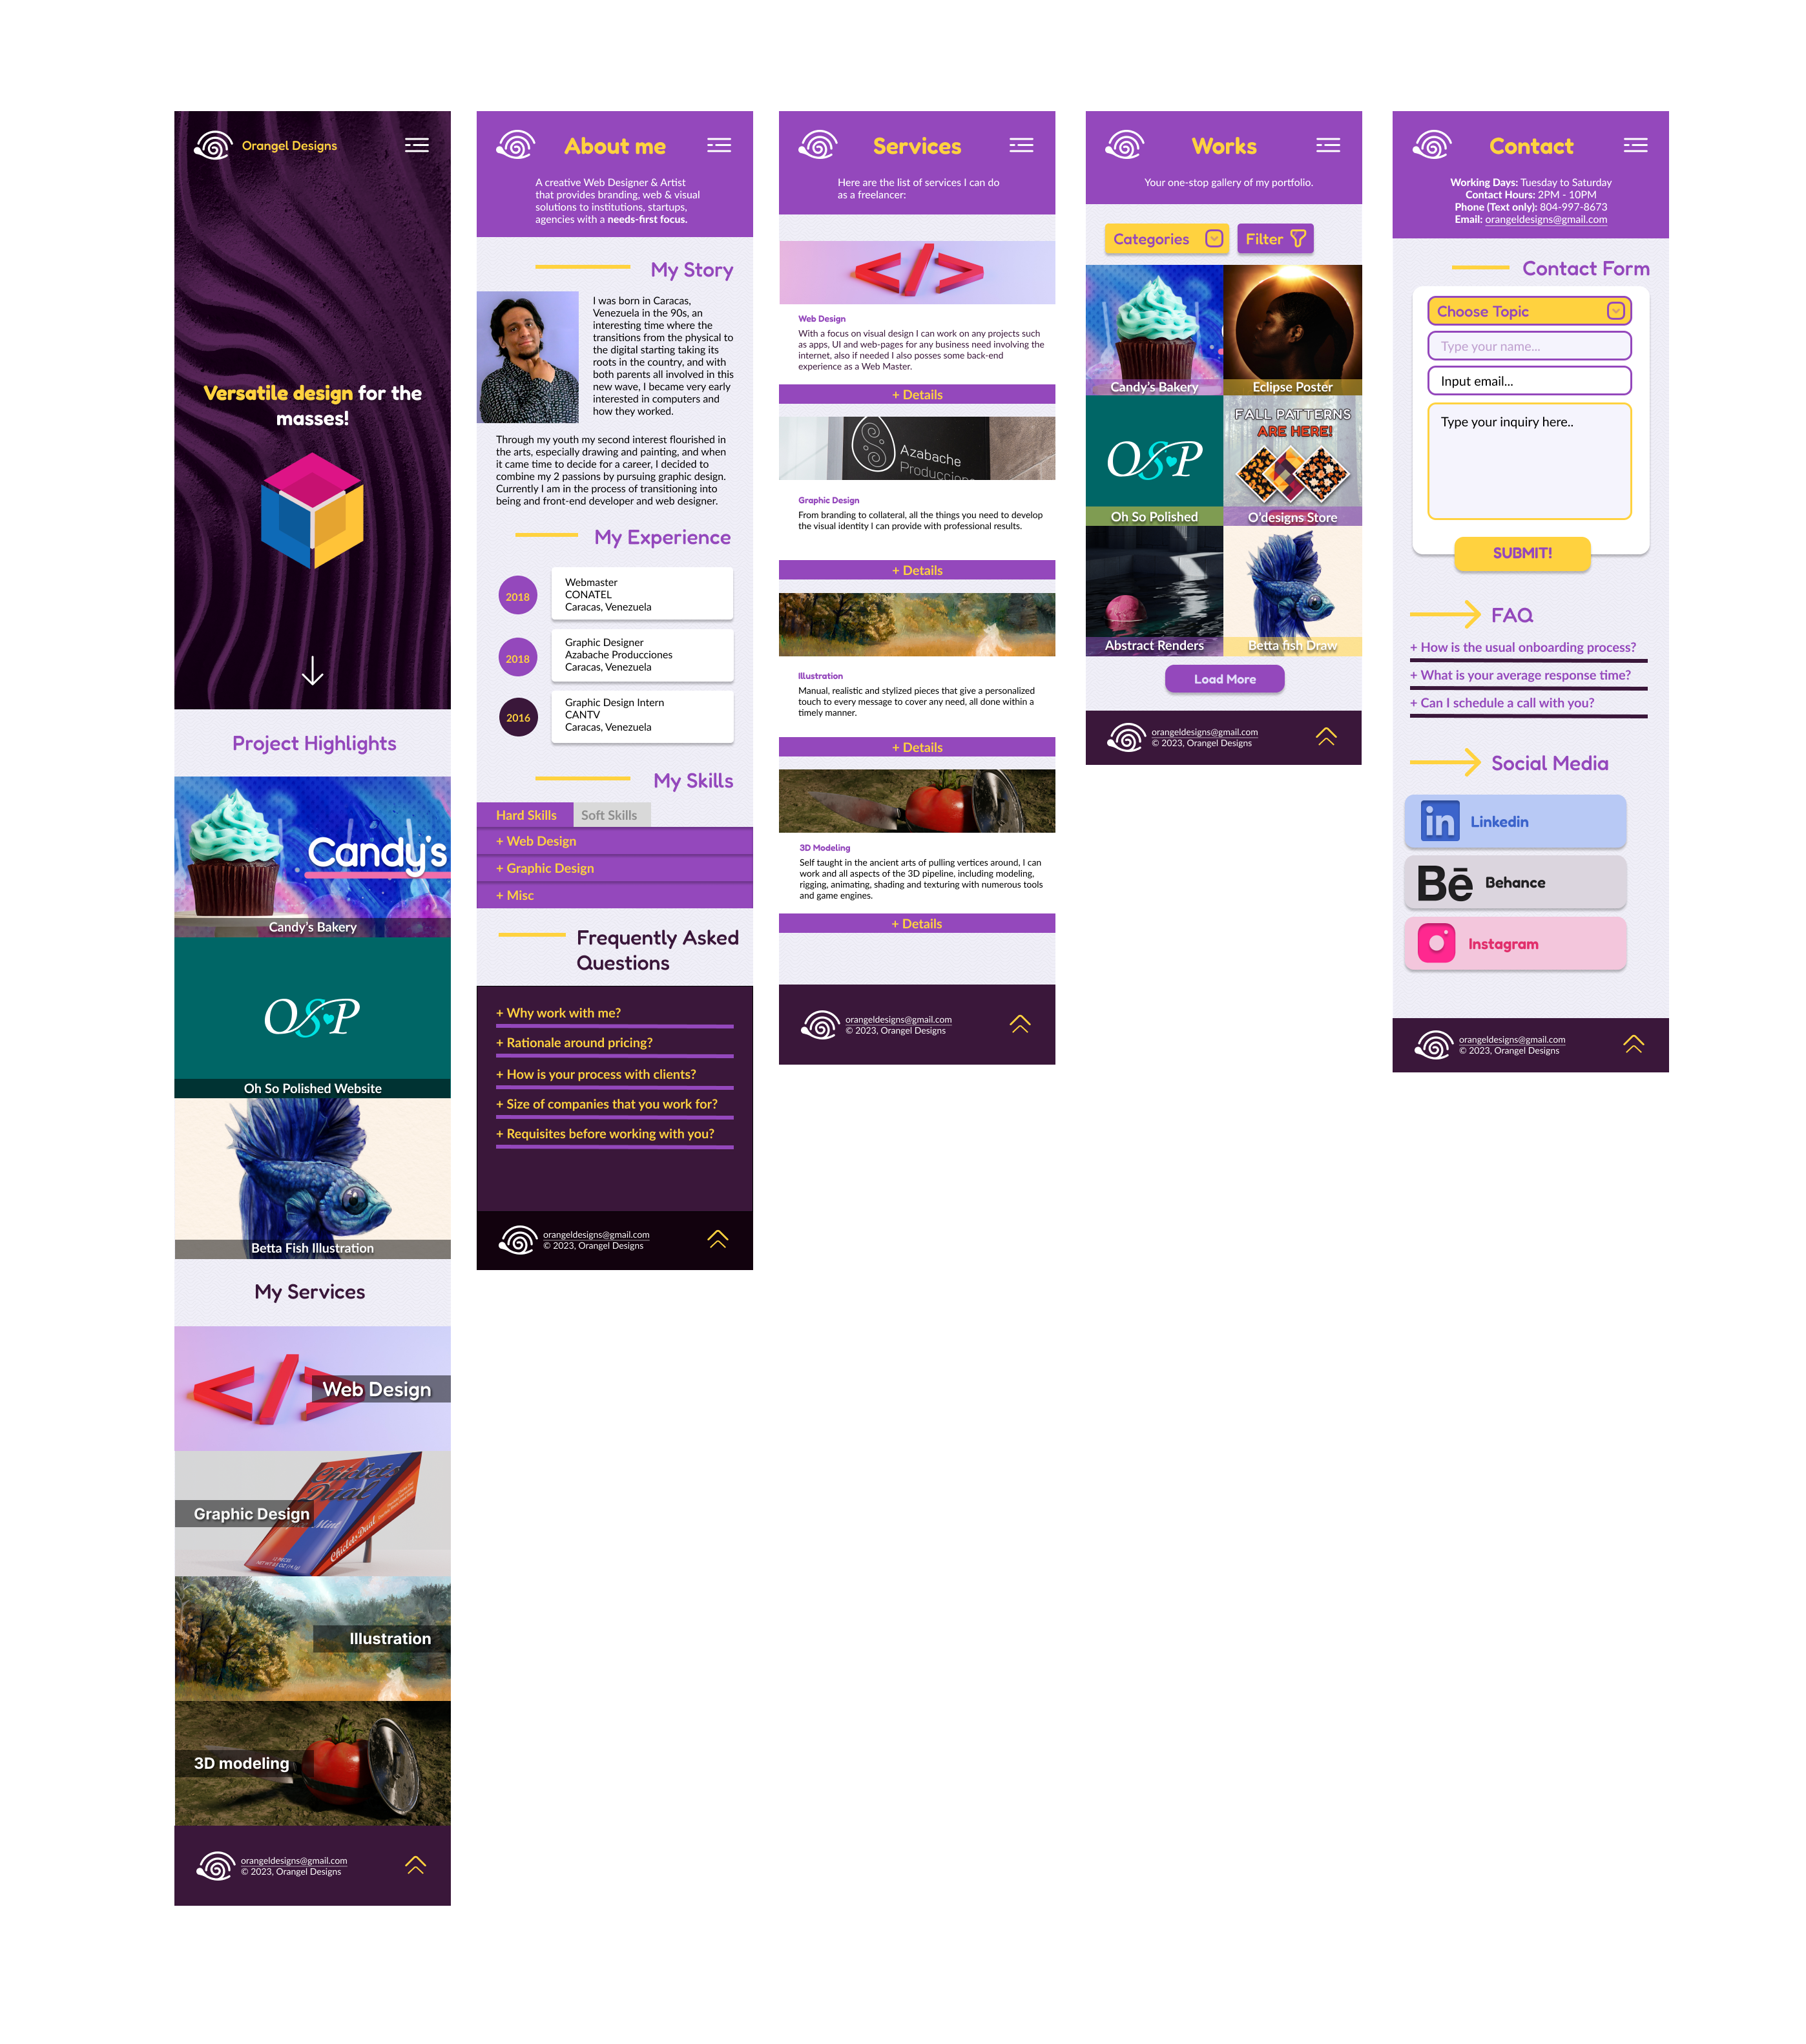 Orangel Designs
Versatile design for the
masses!
Project Highlights
Candy's
Candy's Bakery
OSP
Oh So Polished Website
Betta Fish Illustration
My Services
</>
Web Design
Chiclets
Dual
Mint
Chiclets Dual
Graphic Design
Illustration
3D modeling
orangeldesigns@gmail.com
© 2023, Orangel Designs
About me
A creative Web Designer & Artist
that provides branding, web & visual
solutions to institutions, startups,
agencies with a needs-first focus.
My Story
I was born in Caracas,
Venezuela in the 90s, an
interesting time where the
transitions from the physical to
the digital starting taking its
roots in the country, and with
both parents all involved in this
new wave, I became very early
interested in computers and
how they worked.
Through my youth my second interest flourished in
the arts, especially drawing and painting, and when
it came time to decide for a career, I decided to
combine my 2 passions by pursuing graphic design.
Currently I am in the process of transitioning into
being and front-end developer and web designer.
My Experience
2018
Webmaster
CONATEL
Caracas, Venezuela
2018
Graphic Designer
Azabache Producciones
Caracas, Venezuela
2016
Graphic Design Intern
CANTV
Caracas, Venezuela
My Skills
Hard Skills
Soft Skills
+ Web Design
+ Graphic Design
+ Misc
Frequently Asked
Questions
+ Why work with me?
+ Rationale around pricing?
+ How is your process with clients?
+ Size of companies that you work for?
+ Requisites before working with you?
orangeldesigns@gmail.com
© 2023, Orangel Designs
Services
Here are the list of services I can do
as a freelancer:
</>
Web Design
With a focus on visual design I can work on any projects such
as apps, UI and web-pages for any business need involving the
internet, also if needed I also posses some back-end
experience as a Web Master.
+ Details
Azabache
Produccione
Graphic Design
From branding to collateral, all the things you need to develop
the visual identity I can provide with professional results.
+ Details
Illustration
Manual, realistic and stylized pieces that give a personalized
touch to every message to cover any need, all done within a
timely manner.
+ Details
3D Modeling
Self taught in the ancient arts of pulling vertices around, I can
work and all aspects of the 3D pipeline, including modeling,
rigging, animating, shading and texturing with numerous tools
and game engines.
+ Details
orangeldesigns@gmail.com
© 2023, Orangel Designs
Works
Your one-stop gallery of my portfolio.
Categories
Filter
Candy's Bakery
Eclipse Poster
OSP
Oh So Polished
FALL PATTERNS
ARE HERE!
O'designs Store
Abstract Renders
Betta fish Draw
Load More
orangeldesigns@gmail.com
© 2023, Orangel Designs
Contact
Working Days: Tuesday to Saturday
Contact Hours: 2PM - 10PM
Phone (Text only): 804-997-8673
Email: orangeldesigns@gmail.com
Contact Form
Choose Topic
Type your name...
Input email...
Type your inquiry here..
SUBMIT!
FAQ
+ How is the usual onboarding process?
+ What is your average response time?
+ Can I schedule a call with you?
Social Media
in
Linkedin
Bē
Behance
Instagram
orangeldesigns@gmail.com
© 2023, Orangel Designs